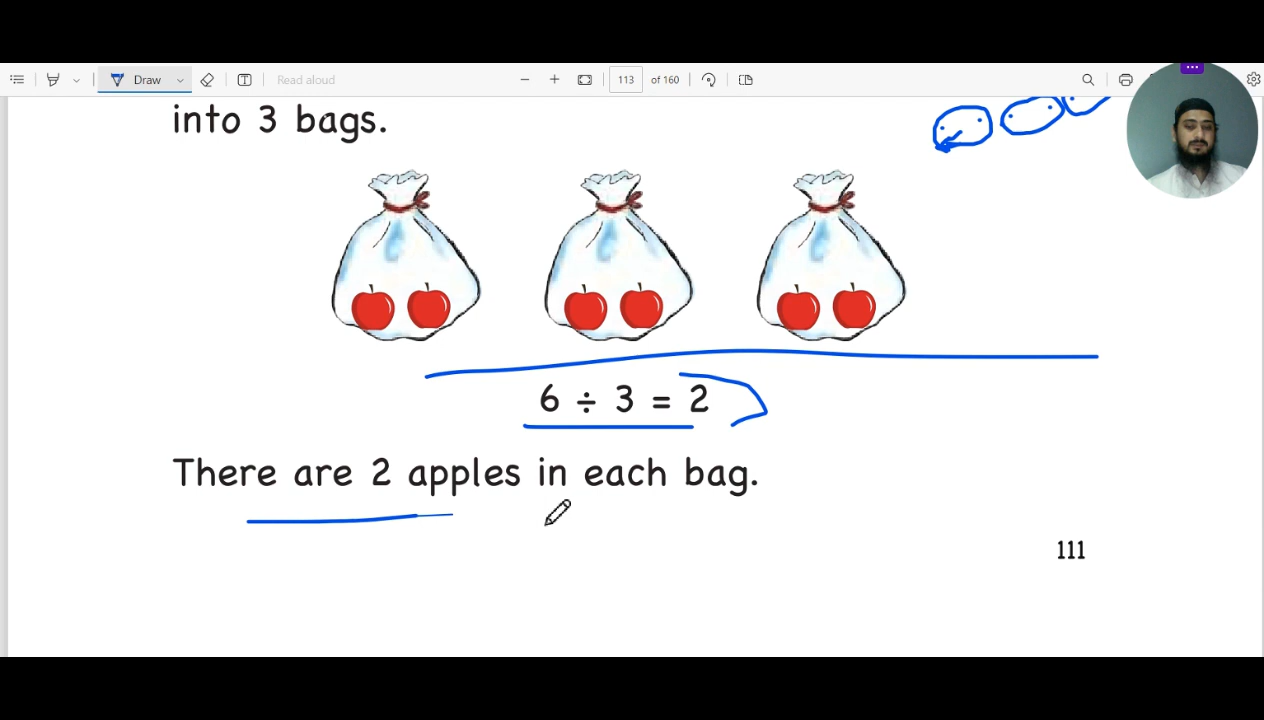 Draw
Read aloud
113 of 160
into 3 bags.
6 ÷ 3 = 2
There are 2 apples in each bag.
111